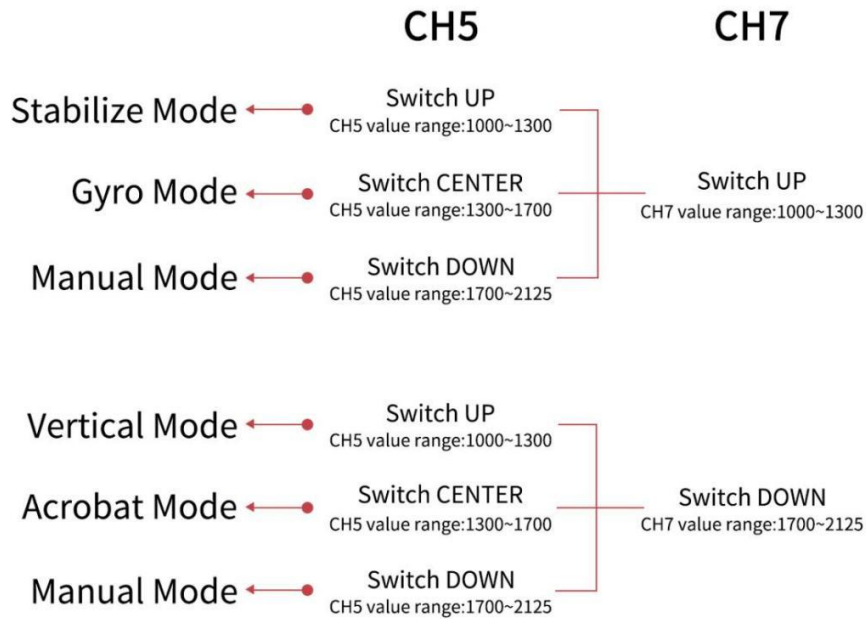 CH5 CH7
Stabilize Mode
Switch UP
CH5 value range:1000~1300
Gyro Mode
Switch CENTER
CH5 value range:1300~1700
Switch UP
CH7 value range:1000~1300
Manual Mode
Switch DOWN
CH5 value range:1700~2125
Vertical Mode
Switch UP
CH5 value range:1000~1300
Acrobat Mode
Switch CENTER
CH5 value range:1300~1700
Switch DOWN
CH7 value range:1700~2125
Manual Mode
Switch DOWN
CH5 value range:1700~2125